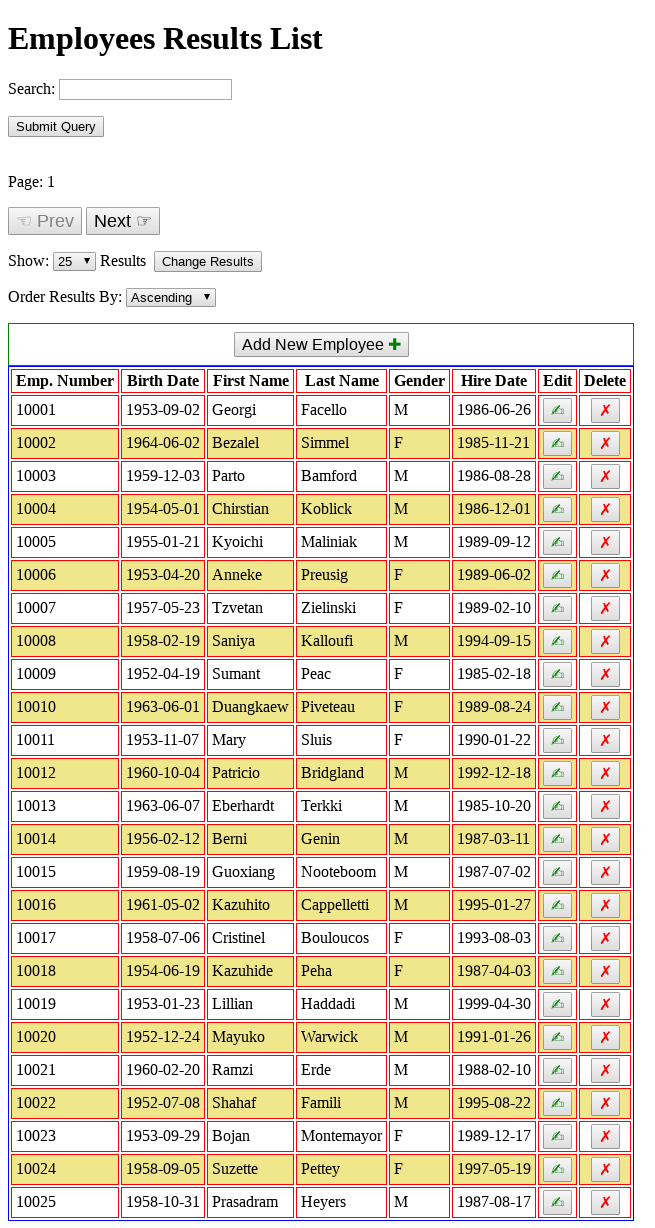 Employees Results List
Search:
Submit Query
Page: 1
☜ Prev Next ☞
Show: 25 ▼ Results Change Results
Order Results By: Ascending ▼
Add New Employee ✚
Emp. Number Birth Date First Name Last Name Gender Hire Date Edit Delete
10001 1953-09-02 Georgi Facello M 1986-06-26 ✍ ✗
10002 1964-06-02 Bezalel Simmel F 1985-11-21 ✍ ✗
10003 1959-12-03 Parto Bamford M 1986-08-28 ✍ ✗
10004 1954-05-01 Chirstian Koblick M 1986-12-01 ✍ ✗
10005 1955-01-21 Kyoichi Maliniak M 1989-09-12 ✍ ✗
10006 1953-04-20 Anneke Preusig F 1989-06-02 ✍ ✗
10007 1957-05-23 Tzvetan Zielinski F 1989-02-10 ✍ ✗
10008 1958-02-19 Saniya Kalloufi M 1994-09-15 ✍ ✗
10009 1952-04-19 Sumant Peac F 1985-02-18 ✍ ✗
10010 1963-06-01 Duangkaew Piveteau F 1989-08-24 ✍ ✗
10011 1953-11-07 Mary Sluis F 1990-01-22 ✍ ✗
10012 1960-10-04 Patricio Bridgland M 1992-12-18 ✍ ✗
10013 1963-06-07 Eberhardt Terkki M 1985-10-20 ✍ ✗
10014 1956-02-12 Berni Genin M 1987-03-11 ✍ ✗
10015 1959-08-19 Guoxiang Nooteboom M 1987-07-02 ✍ ✗
10016 1961-05-02 Kazuhito Cappelletti M 1995-01-27 ✍ ✗
10017 1958-07-06 Cristinel Bouloucos F 1993-08-03 ✍ ✗
10018 1954-06-19 Kazuhide Peha F 1987-04-03 ✍ ✗
10019 1953-01-23 Lillian Haddadi M 1999-04-30 ✍ ✗
10020 1952-12-24 Mayuko Warwick M 1991-01-26 ✍ ✗
10021 1960-02-20 Ramzi Erde M 1988-02-10 ✍ ✗
10022 1952-07-08 Shahaf Famili M 1995-08-22 ✍ ✗
10023 1953-09-29 Bojan Montemayor F 1989-12-17 ✍ ✗
10024 1958-09-05 Suzette Pettey F 1997-05-19 ✍ ✗
10025 1958-10-31 Prasadram Heyers M 1987-08-17 ✍ ✗